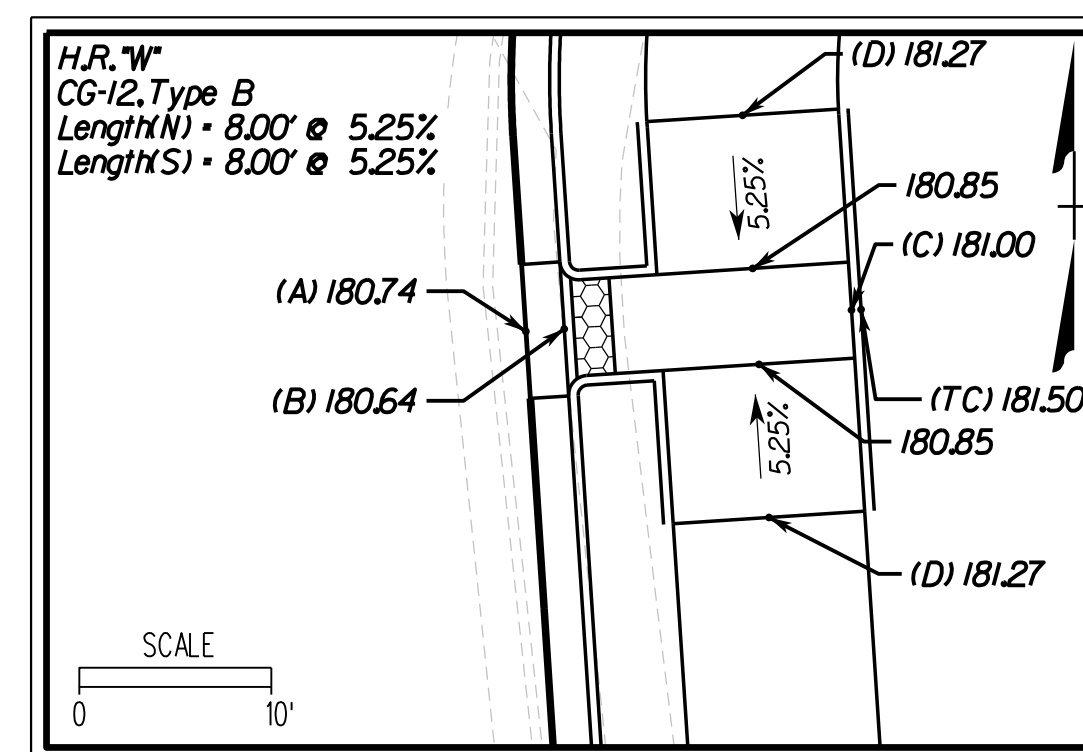 H.R. "W"
CG-12, Type B
Length(N) = 8.00' @ 5.25%
Length(S) = 8.00' @ 5.25%
(D) 181.27
5.25%
180.85
(C) 181.00
(A) 180.74
(B) 180.64
(TC) 181.50
180.85
5.25%
(D) 181.27
SCALE
0 10'